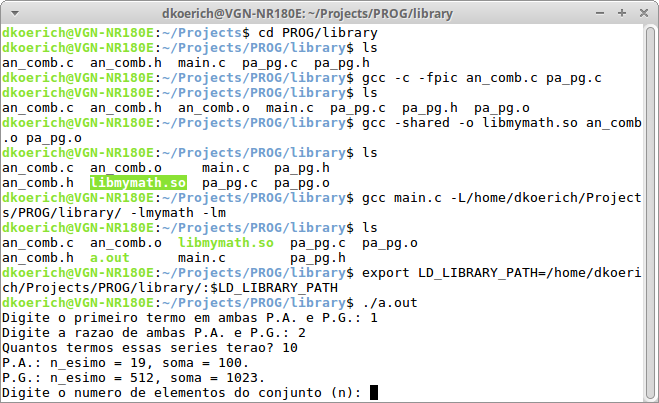 dkoerich@VGN-NR180E: ~/Projects/PROG/library
dkoerich@VGN-NR180E:~/Projects$ cd PROG/library
dkoerich@VGN-NR180E:~/Projects/PROG/library$ ls
an_comb.c  an_comb.h  main.c  pa_pg.c  pa_pg.h
dkoerich@VGN-NR180E:~/Projects/PROG/library$ gcc -c -fpic an_comb.c pa_pg.c
dkoerich@VGN-NR180E:~/Projects/PROG/library$ ls
an_comb.c  an_comb.h  an_comb.o  main.c  pa_pg.c  pa_pg.h  pa_pg.o
dkoerich@VGN-NR180E:~/Projects/PROG/library$ gcc -shared -o libmymath.so an_comb
.o pa_pg.o
dkoerich@VGN-NR180E:~/Projects/PROG/library$ ls
an_comb.c  an_comb.o     main.c   pa_pg.h
an_comb.h  libmymath.so  pa_pg.c  pa_pg.o
dkoerich@VGN-NR180E:~/Projects/PROG/library$ gcc main.c -L/home/dkoerich/Project
s/PROG/library/ -lmymath -lm
dkoerich@VGN-NR180E:~/Projects/PROG/library$ ls
an_comb.c  an_comb.o  libmymath.so  pa_pg.c  pa_pg.o
an_comb.h  a.out      main.c        pa_pg.h
dkoerich@VGN-NR180E:~/Projects/PROG/library$ export LD_LIBRARY_PATH=/home/dkoeri
ch/Projects/PROG/library/:$LD_LIBRARY_PATH
dkoerich@VGN-NR180E:~/Projects/PROG/library$ ./a.out
Digite o primeiro termo em ambas P.A. e P.G.: 1
Digite a razao de ambas P.A. e P.G.: 2
Quantos termos essas series terao? 10
P.A.: n_esimo = 19, soma = 100.
P.G.: n_esimo = 512, soma = 1023.
Digite o numero de elementos do conjunto (n):